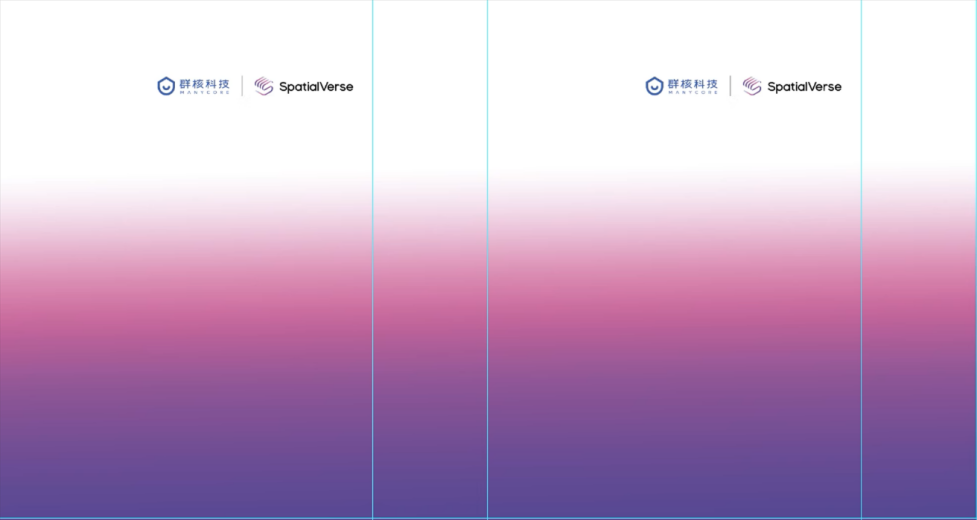 群核科技 SpatialVerse
MANYCORE
群核科技 SpatialVerse
MANYCORE